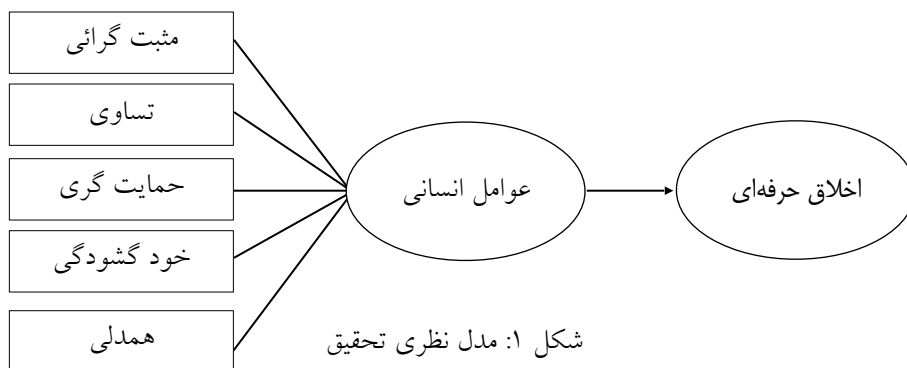 مثبت گرائی
تساوی
حمایت گری
خود گشودگی
همدلی
عوامل انسانی
اخلاق حرفه‌ای
شکل ۱: مدل نظری تحقیق